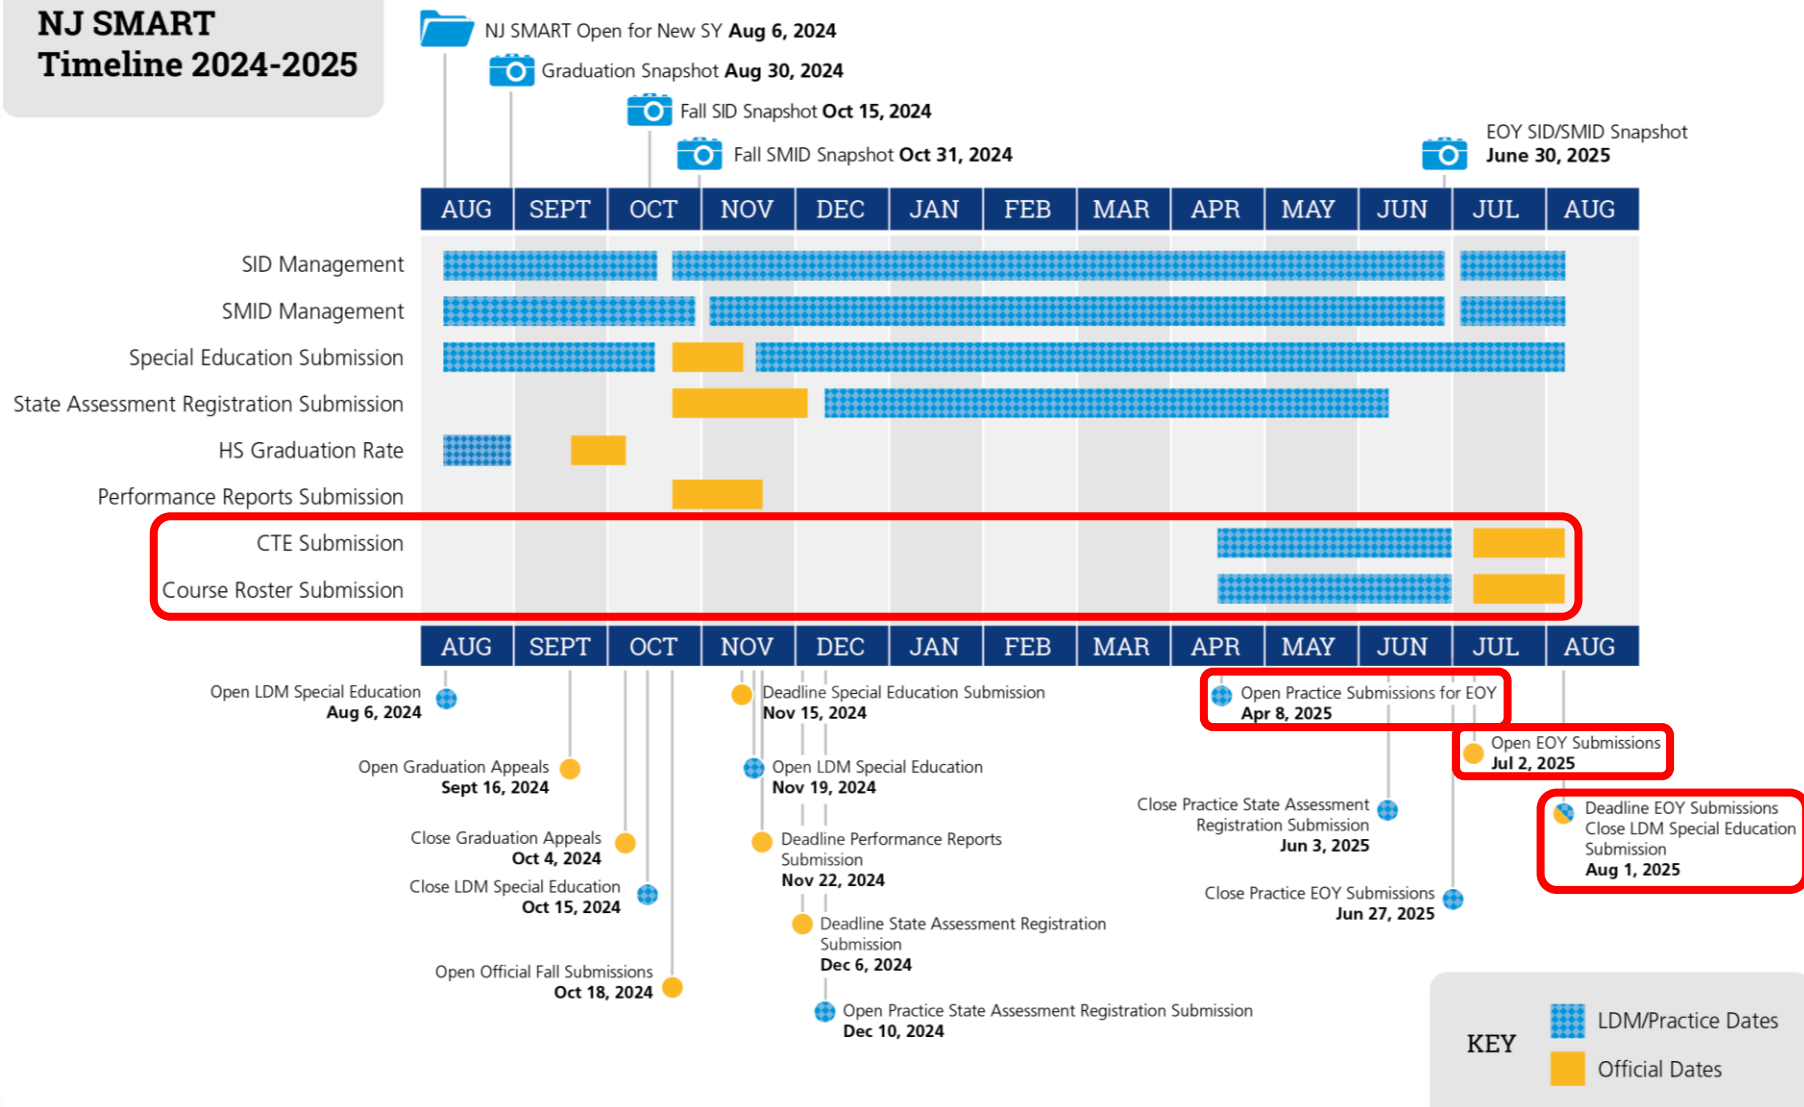 NJ SMART
Timeline 2024-2025
NJ SMART Open for New SY Aug 6, 2024
Graduation Snapshot Aug 30, 2024
Fall SID Snapshot Oct 15, 2024
Fall SMID Snapshot Oct 31, 2024
EOY SID/SMID Snapshot
June 30, 2025
AUG SEPT OCT NOV DEC JAN FEB MAR APR MAY JUN JUL AUG
SID Management
SMID Management
Special Education Submission
State Assessment Registration Submission
HS Graduation Rate
Performance Reports Submission
CTE Submission
Course Roster Submission
AUG SEPT OCT NOV DEC JAN FEB MAR APR MAY JUN JUL AUG
Open LDM Special Education
Aug 6, 2024
Open Graduation Appeals
Sept 16, 2024
Close Graduation Appeals
Oct 4, 2024
Close LDM Special Education
Oct 15, 2024
Open Official Fall Submissions
Oct 18, 2024
Deadline Special Education Submission
Nov 15, 2024
Open LDM Special Education
Nov 19, 2024
Deadline Performance Reports
Submission
Nov 22, 2024
Deadline State Assessment Registration
Submission
Dec 6, 2024
Open Practice State Assessment Registration Submission
Dec 10, 2024
Open Practice Submissions for EOY
Apr 8, 2025
Open EOY Submissions
Jul 2, 2025
Close Practice State Assessment
Registration Submission
Jun 3, 2025
Deadline EOY Submissions
Close LDM Special Education
Submission
Aug 1, 2025
Close Practice EOY Submissions
Jun 27, 2025
KEY
LDM/Practice Dates
Official Dates